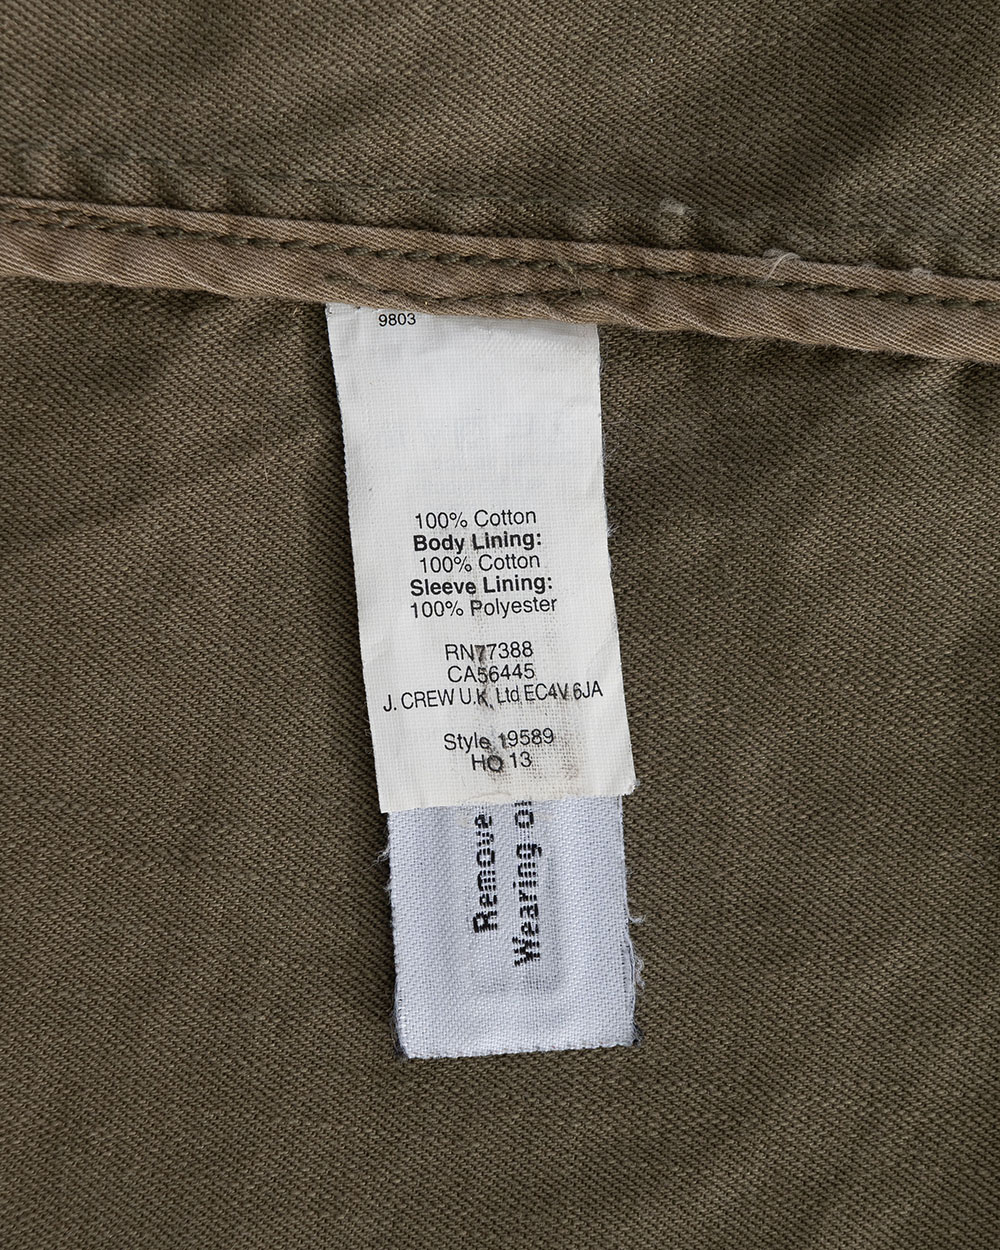 9803
100% Cotton
Body Lining:
100% Cotton
Sleeve Lining:
100% Polyester
RN77388
CA56445
J. CREW U.K. Ltd EC4V 6JA
Style 19589
HO 13
Remove
Wearing or